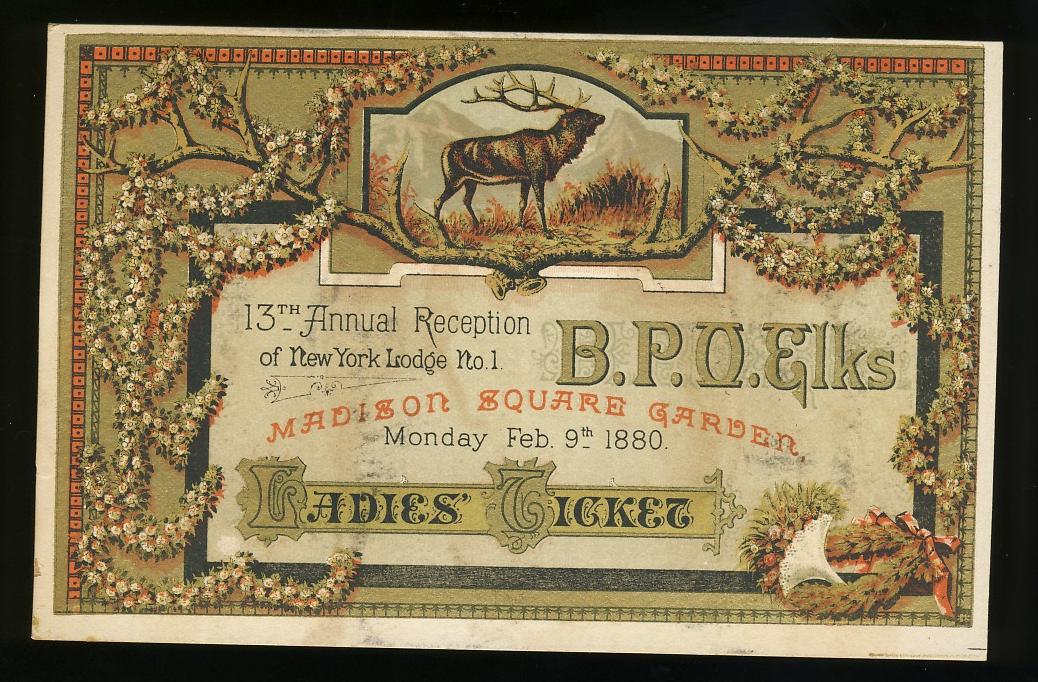 13TH Annual Reception
of New York Lodge No.1.
B.P.O.Elks
MADISON SQUARE GARDEN,
Monday Feb. 9th 1880.
LADIES' TICKET